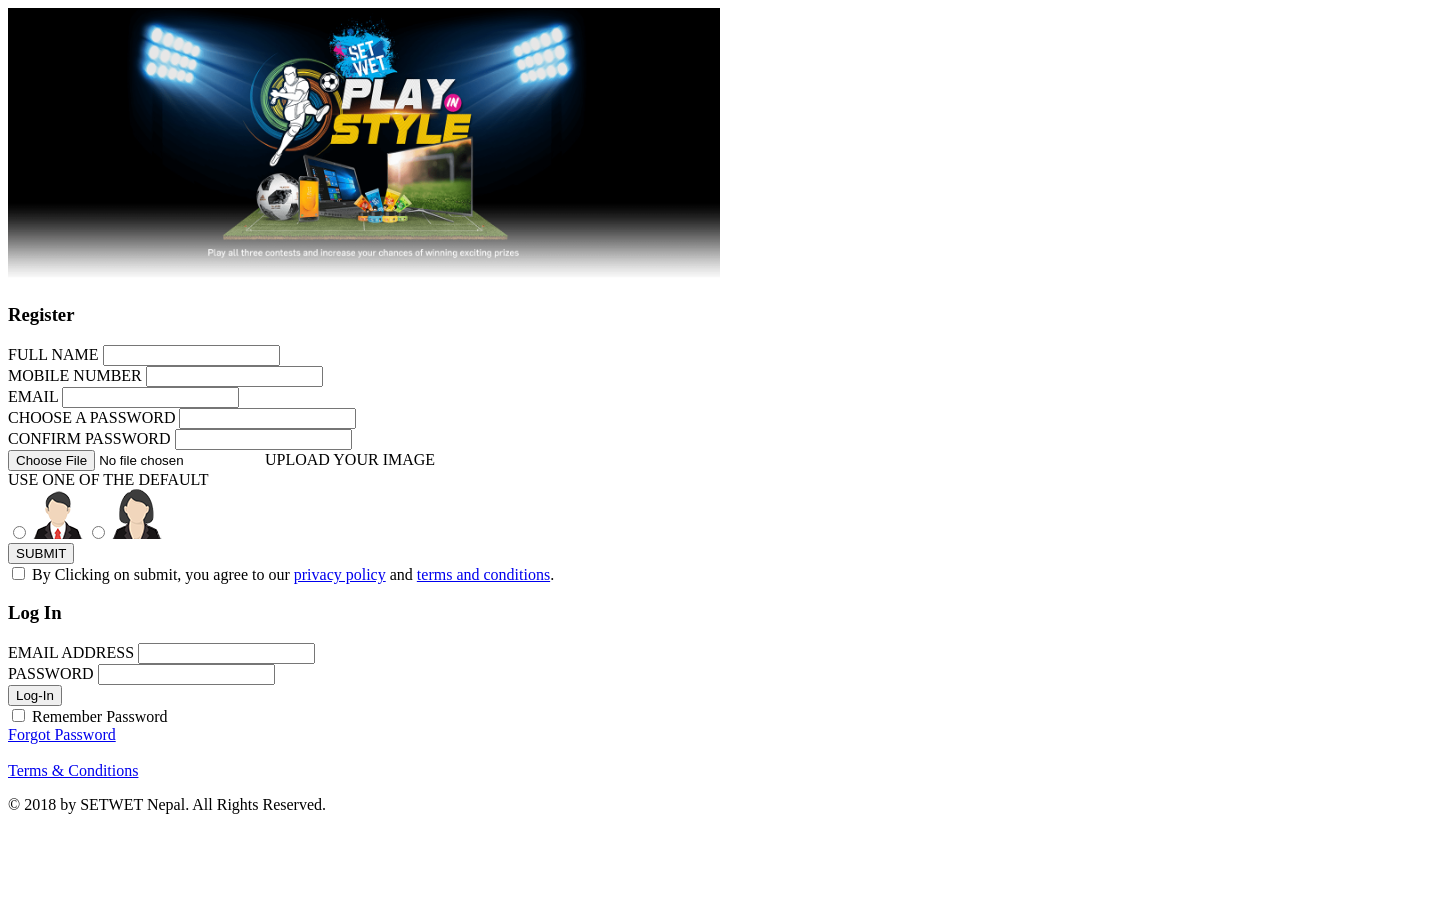 SET
WET
PLAY
IN
STYLE
Play all three contests and increase your chances of winning exciting prizes
Register
FULL NAME
MOBILE NUMBER
EMAIL
CHOOSE A PASSWORD
CONFIRM PASSWORD
Choose File No file chosen UPLOAD YOUR IMAGE
USE ONE OF THE DEFAULT
SUBMIT
By Clicking on submit, you agree to our privacy policy and terms and conditions.
Log In
EMAIL ADDRESS
PASSWORD
Log-In
Remember Password
Forgot Password
Terms & Conditions
© 2018 by SETWET Nepal. All Rights Reserved.